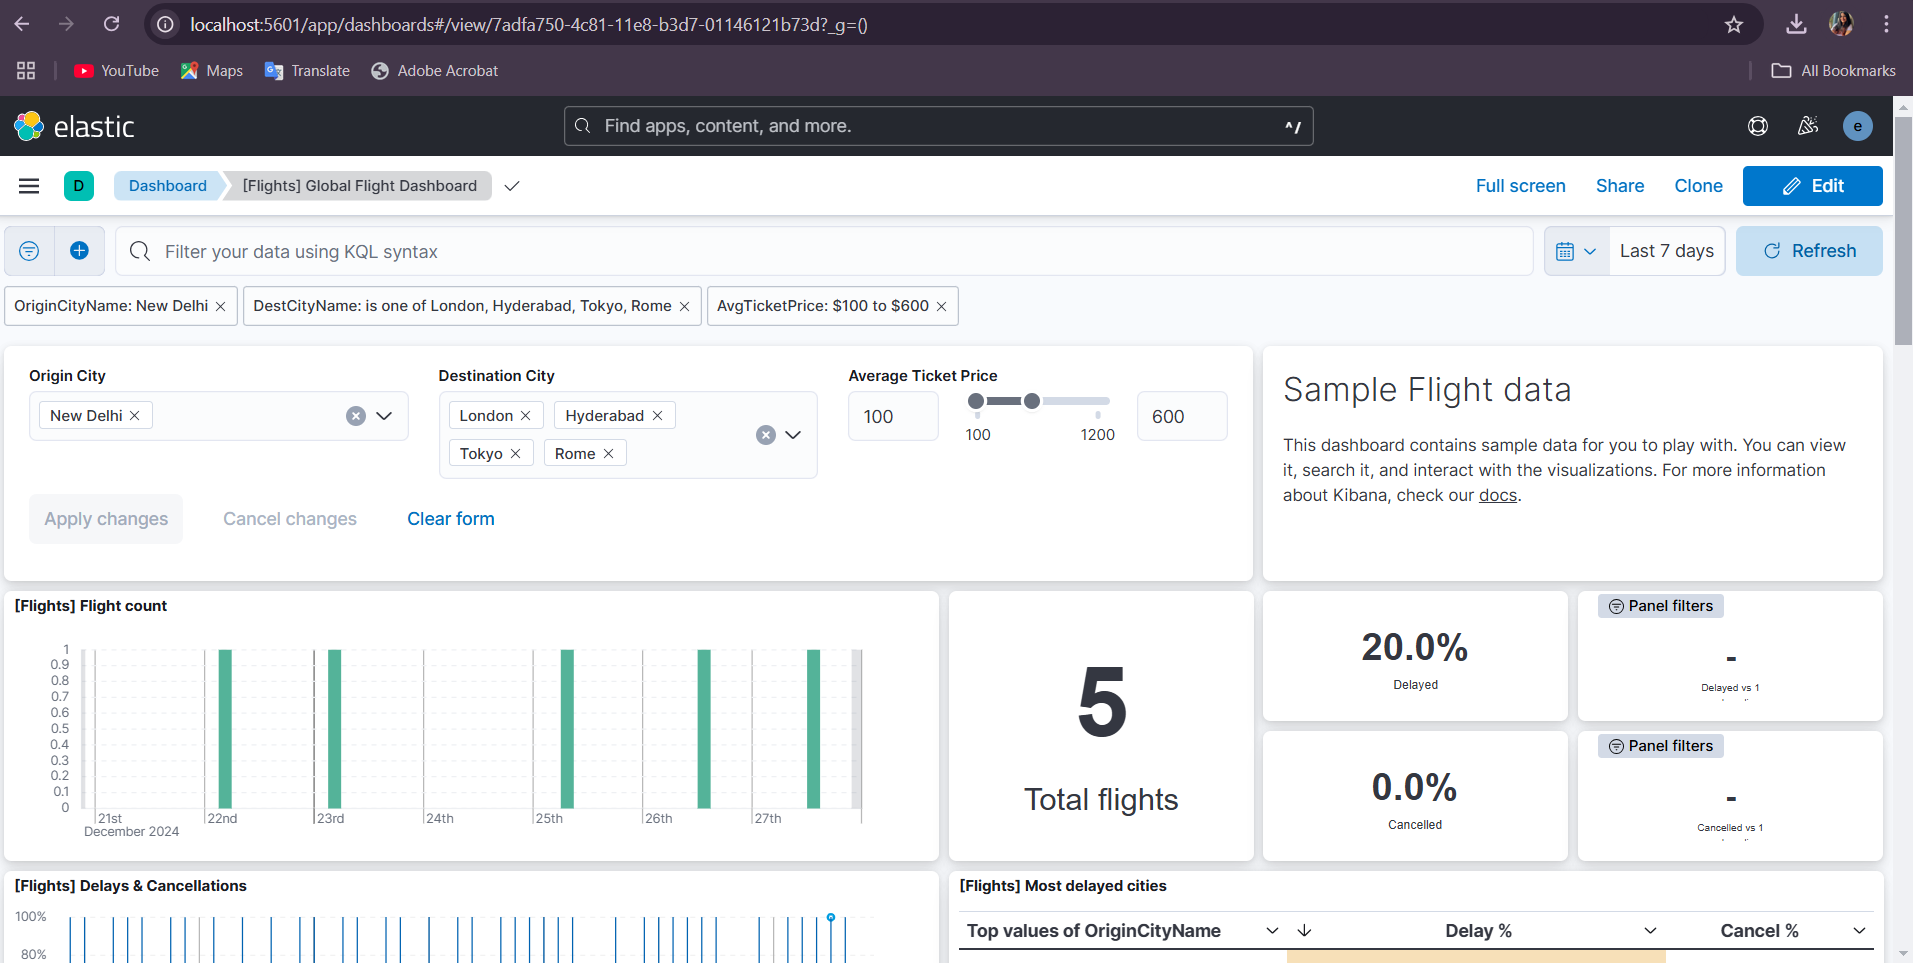 localhost:5601/app/dashboards#/view/7adfa750-4c81-11e8-b3d7-01146121b73d?_g=()
YouTube Maps Translate Adobe Acrobat All Bookmarks
elastic Find apps, content, and more. ^/ e
D Dashboard [Flights] Global Flight Dashboard Full screen Share Clone Edit
Filter your data using KQL syntax Last 7 days Refresh
OriginCityName: New Delhi DestCityName: is one of London, Hyderabad, Tokyo, Rome AvgTicketPrice: $100 to $600
Origin City
New Delhi
Destination City
London Hyderabad
Tokyo Rome
Average Ticket Price
100 600
100 1200
Apply changes Cancel changes Clear form
Sample Flight data
This dashboard contains sample data for you to play with. You can view
it, search it, and interact with the visualizations. For more information
about Kibana, check our docs.
[Flights] Flight count
1
0.9
0.8
0.7
0.6
0.5
0.4
0.3
0.2
0.1
0
21st 22nd 23rd 24th 25th 26th 27th
December 2024
5
Total flights
20.0%
Delayed
Panel filters
-
Delayed vs 1
0.0%
Cancelled
Panel filters
-
Cancelled vs 1
[Flights] Delays & Cancellations
100%
80%
[Flights] Most delayed cities
Top values of OriginCityName Delay % Cancel %